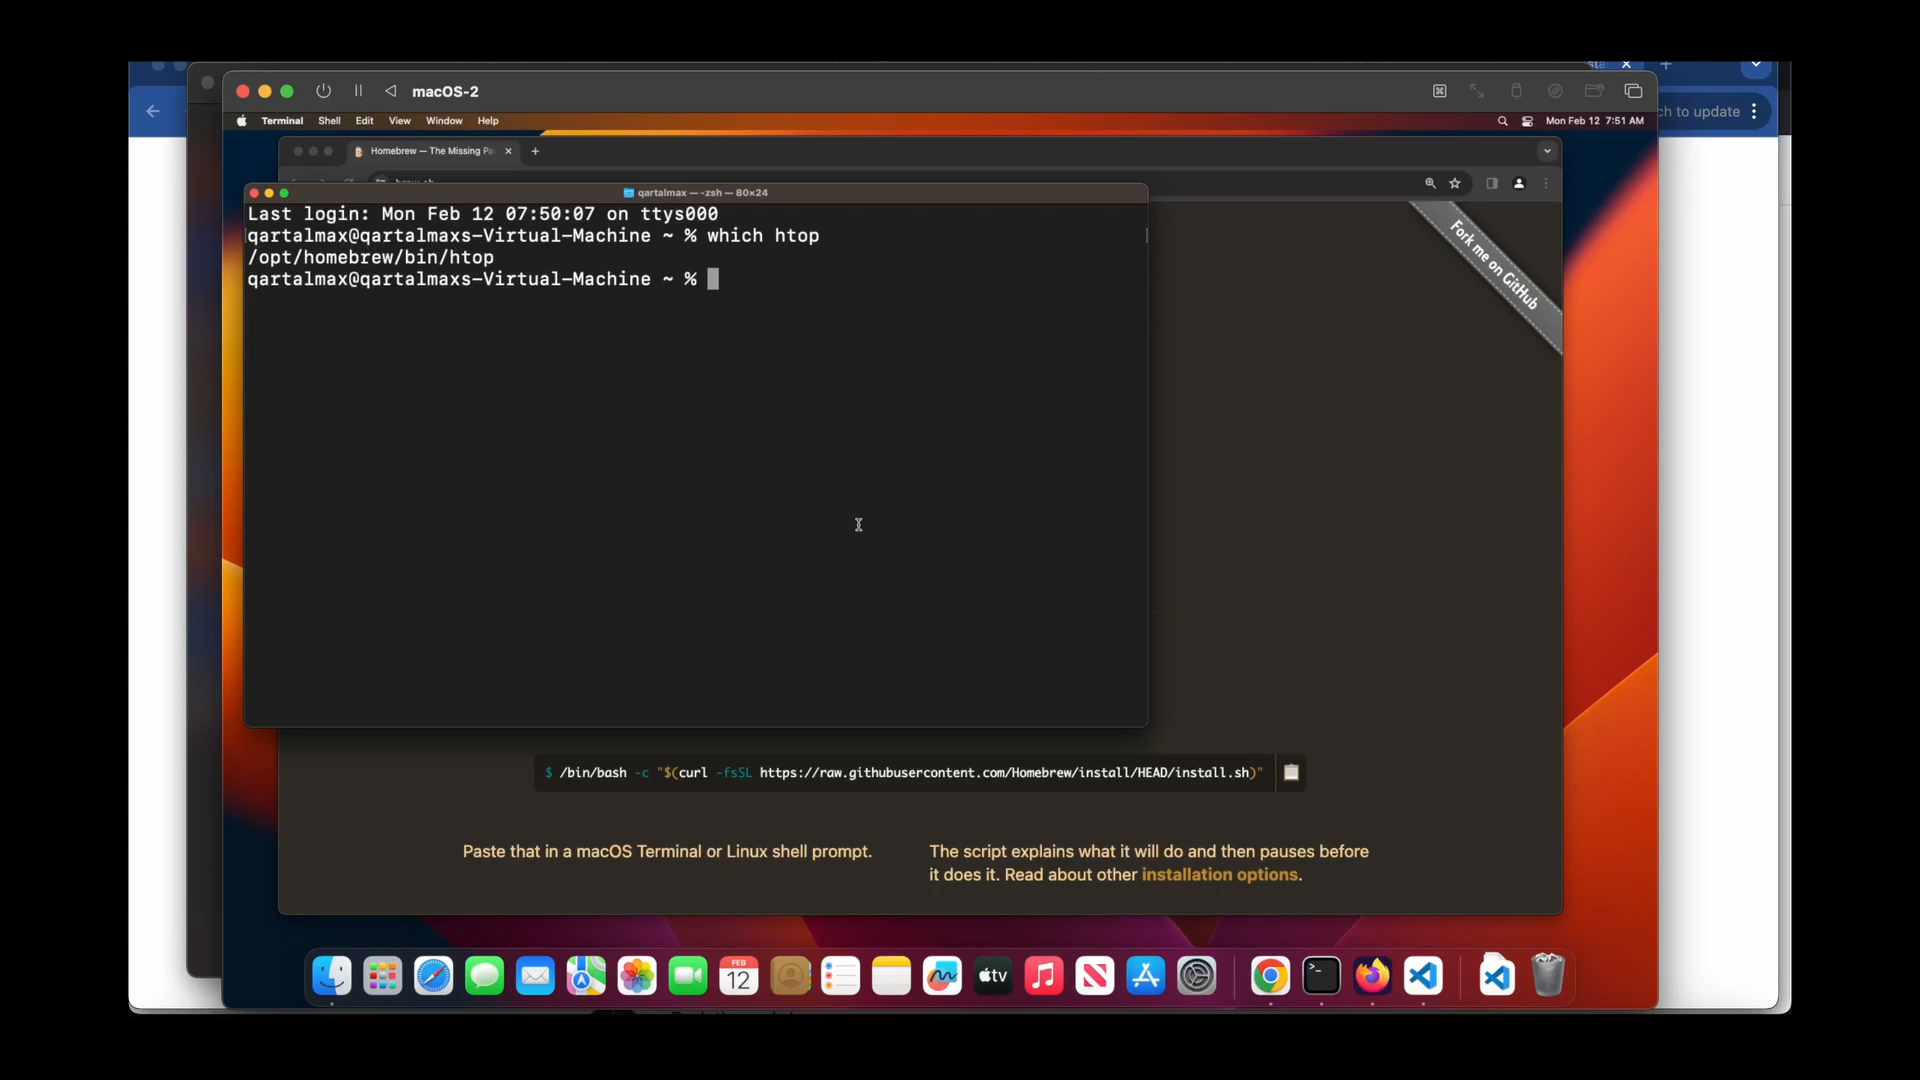 macOS-2
ch to update
Terminal Shell Edit View Window Help
Mon Feb 12 7:51 AM
Homebrew — The Missing Pa
qartalmax — -zsh — 80×24
Last login: Mon Feb 12 07:50:07 on ttys000
qartalmax@qartalmaxs-Virtual-Machine ~ % which htop
/opt/homebrew/bin/htop
qartalmax@qartalmaxs-Virtual-Machine ~ %
Fork me on GitHub
$ /bin/bash -c "$(curl -fsSL https://raw.githubusercontent.com/Homebrew/install/HEAD/install.sh)"
Paste that in a macOS Terminal or Linux shell prompt.
The script explains what it will do and then pauses before
it does it. Read about other installation options.
FEB
12
tv